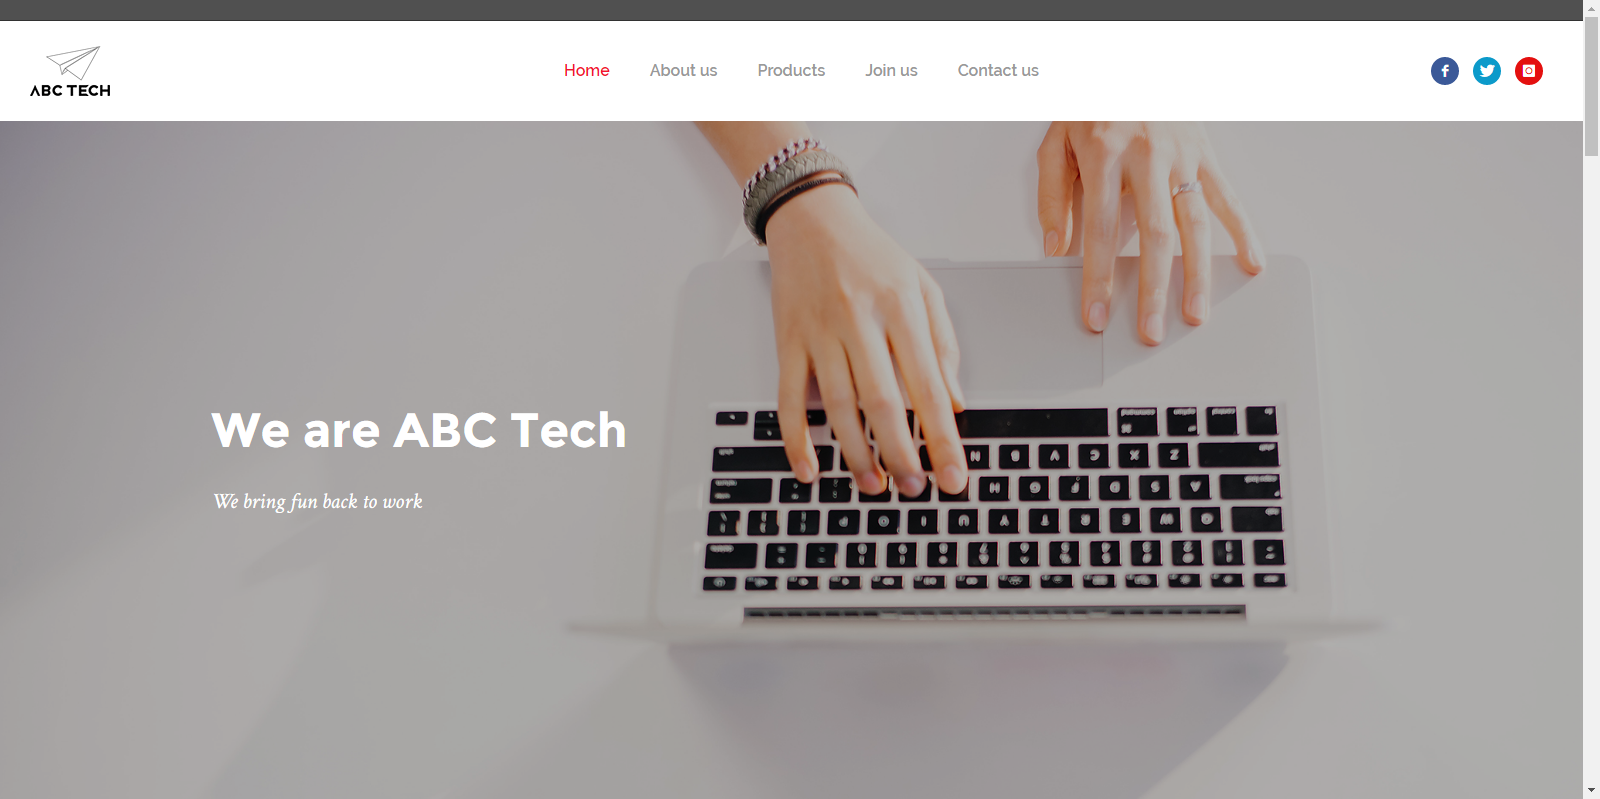 ABC TECH
Home
About us
Products
Join us
Contact us
We are ABC Tech
We bring fun back to work